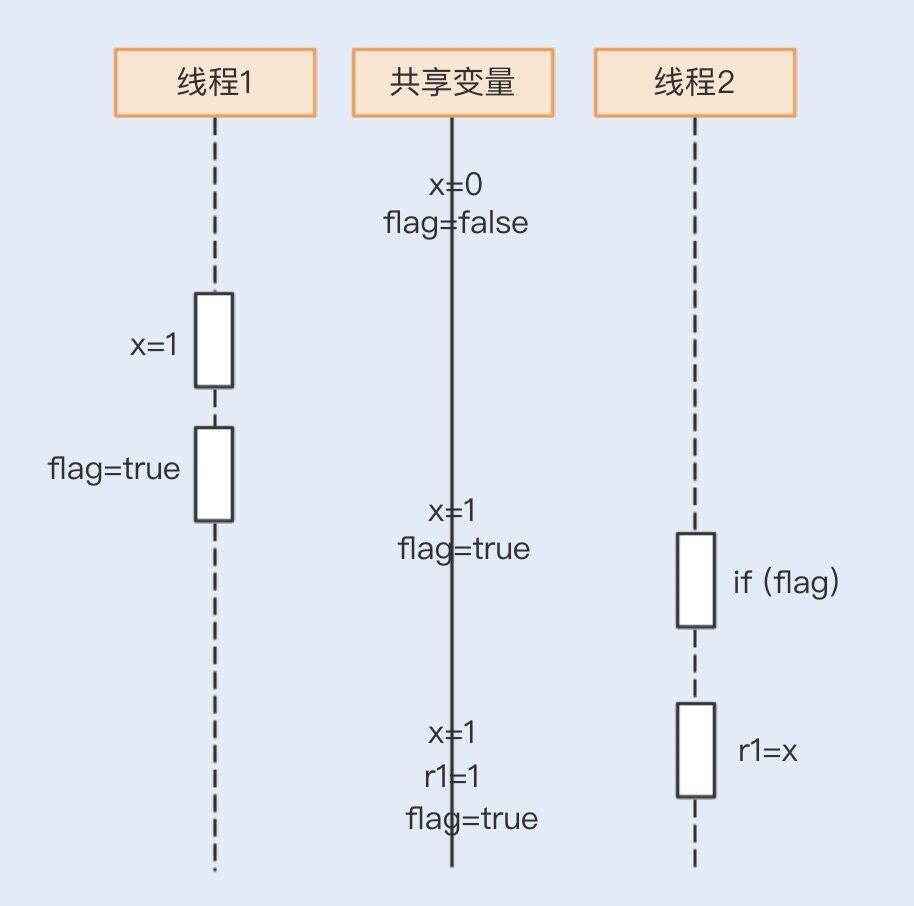 线程1
共享变量
线程2
x=0
flag=false
x=1
flag=true
x=1
flag=true
if (flag)
x=1
r1=1
flag=true
r1=x